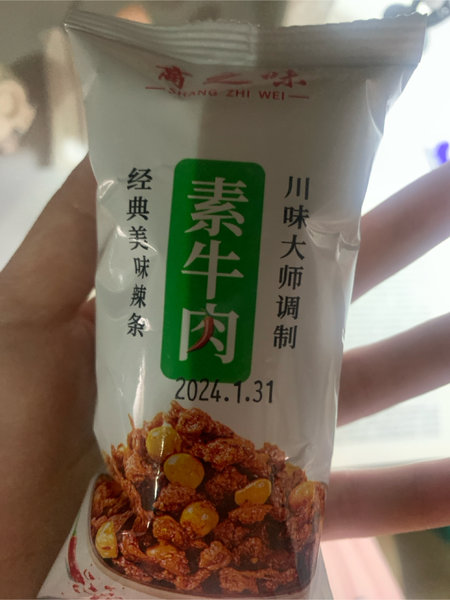 商之味
SHANG ZHI WEI
经典美味辣条
素牛肉
川味大师调制
2024.1.31